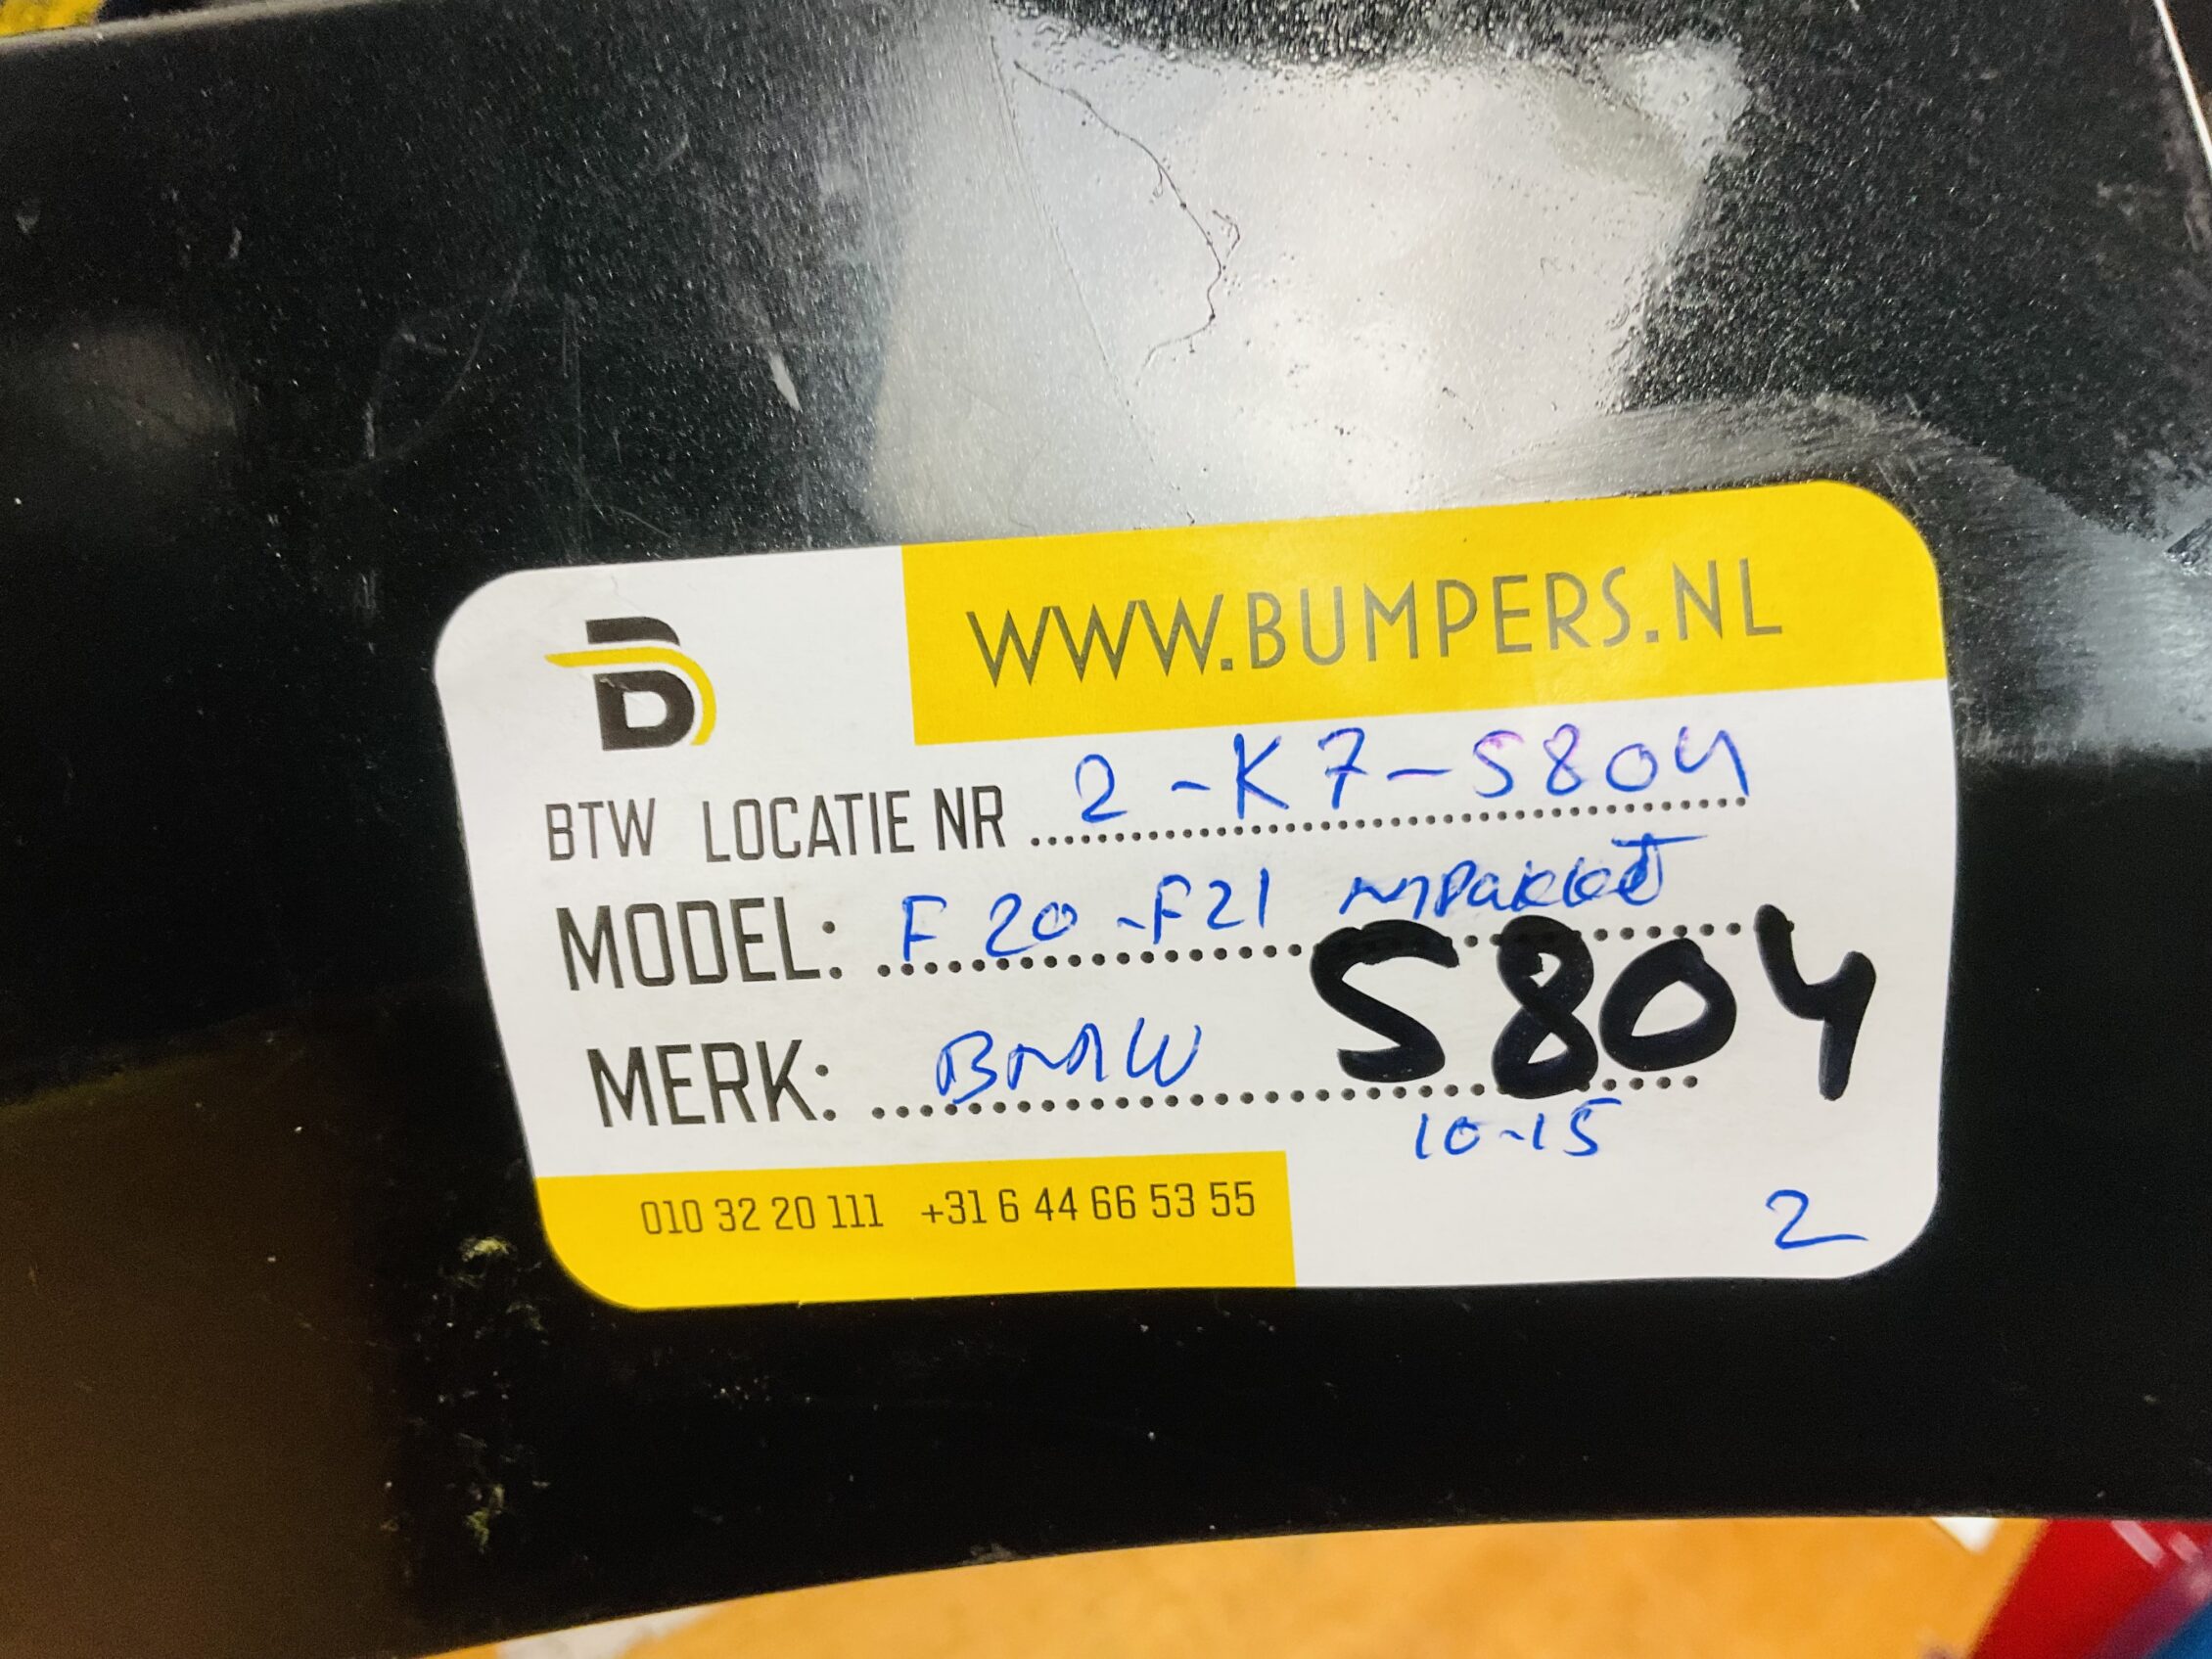 WWW.BUMPERS.NL
BTW LOCATIE NR 2-K7-S804
MODEL: F20-F21 MPakket
S804
MERK: BMW
10-15
010 32 20 111 +31 6 44 66 53 55
2